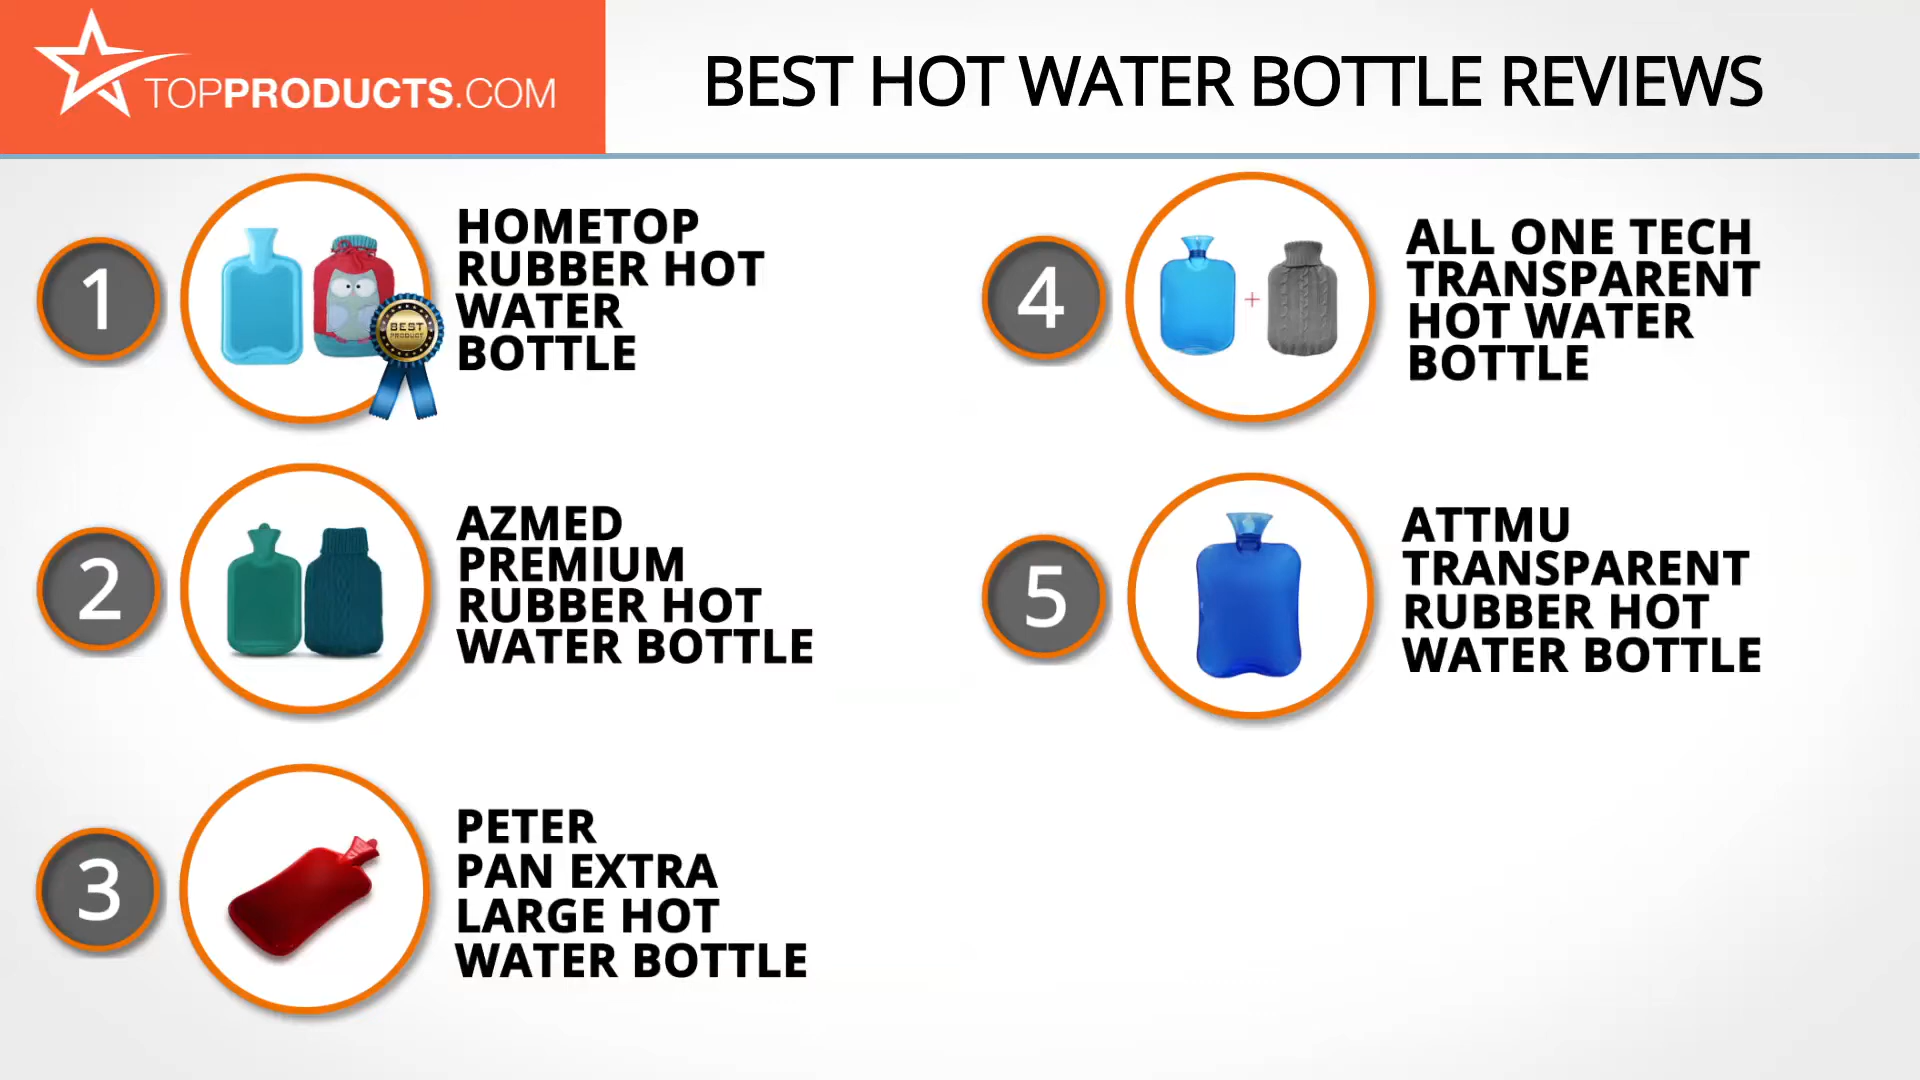 TOPPRODUCTS.COM
BEST HOT WATER BOTTLE REVIEWS
1
HOMETOP
RUBBER HOT
WATER
BOTTLE
BEST
PRODUCT
2
AZMED
PREMIUM
RUBBER HOT
WATER BOTTLE
3
PETER
PAN EXTRA
LARGE HOT
WATER BOTTLE
4
+
ALL ONE TECH
TRANSPARENT
HOT WATER
BOTTLE
5
ATTMU
TRANSPARENT
RUBBER HOT
WATER BOTTLE